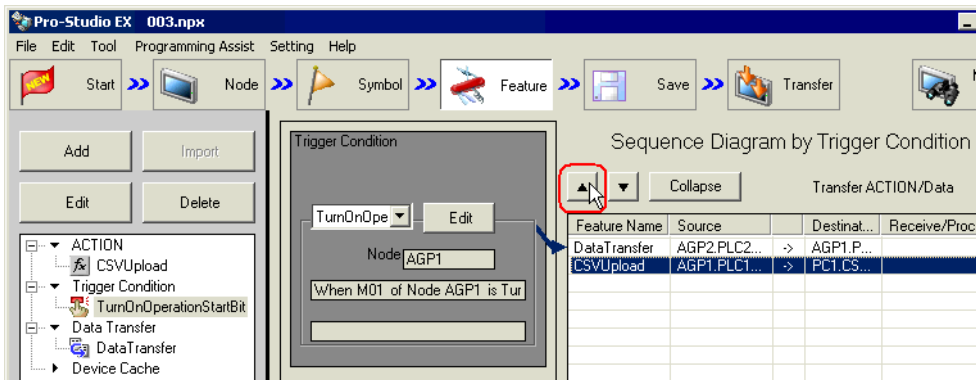 Pro-Studio EX 003.npx
File Edit Tool Programming Assist Setting Help
Start Node Symbol Feature Save Transfer
Add Import
Edit Delete
ACTION
CSVUpload
Trigger Condition
TurnOnOperationStartBit
Data Transfer
DataTransfer
Device Cache
Trigger Condition
TurnOnOpe Edit
Node AGP1
When M01 of Node AGP1 is Tur
Sequence Diagram by Trigger Condition
Collapse Transfer ACTION/Data
Feature Name Source Destinat... Receive/Proc
DataTransfer AGP2.PLC2... -> AGP1.P...
CSVUpload AGP1.PLC1... -> PC1.CS...